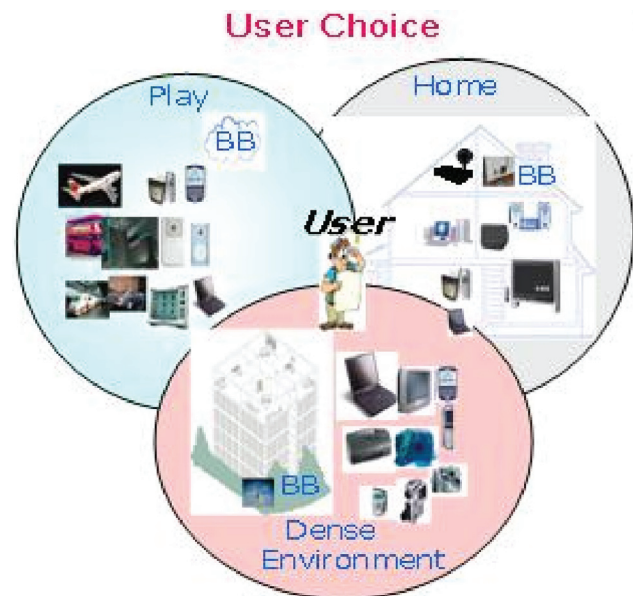 User Choice
Play
Home
BB
BB
User
BB
Dense
Environment